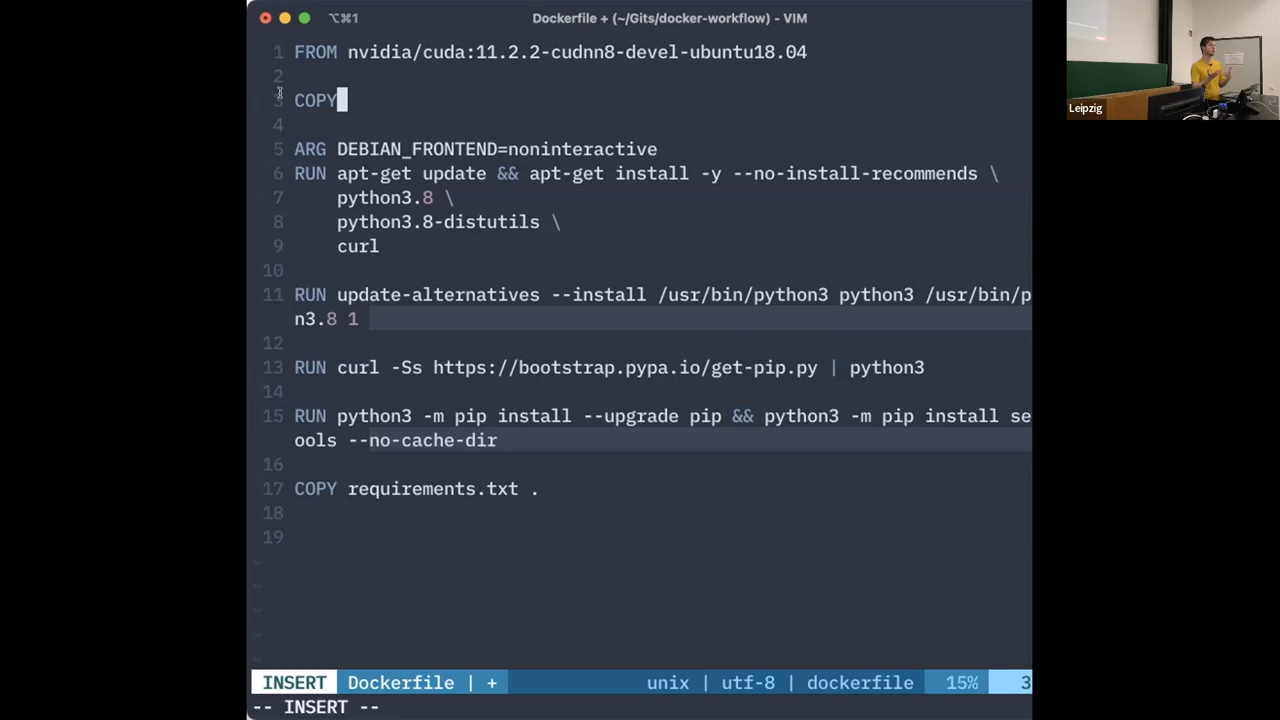 ⌥⌘1 Dockerfile + (~/Gits/docker-workflow) - VIM
1 FROM nvidia/cuda:11.2.2-cudnn8-devel-ubuntu18.04
2
3 COPY
4
5 ARG DEBIAN_FRONTEND=noninteractive
6 RUN apt-get update && apt-get install -y --no-install-recommends \
7 python3.8 \
8 python3.8-distutils \
9 curl
10
11 RUN update-alternatives --install /usr/bin/python3 python3 /usr/bin/p
n3.8 1
12
13 RUN curl -Ss https://bootstrap.pypa.io/get-pip.py | python3
14
15 RUN python3 -m pip install --upgrade pip && python3 -m pip install se
ools --no-cache-dir
16
17 COPY requirements.txt .
18
19
~
~
~
~
~
INSERT Dockerfile | + unix | utf-8 | dockerfile 15% 3
-- INSERT --
Leipzig